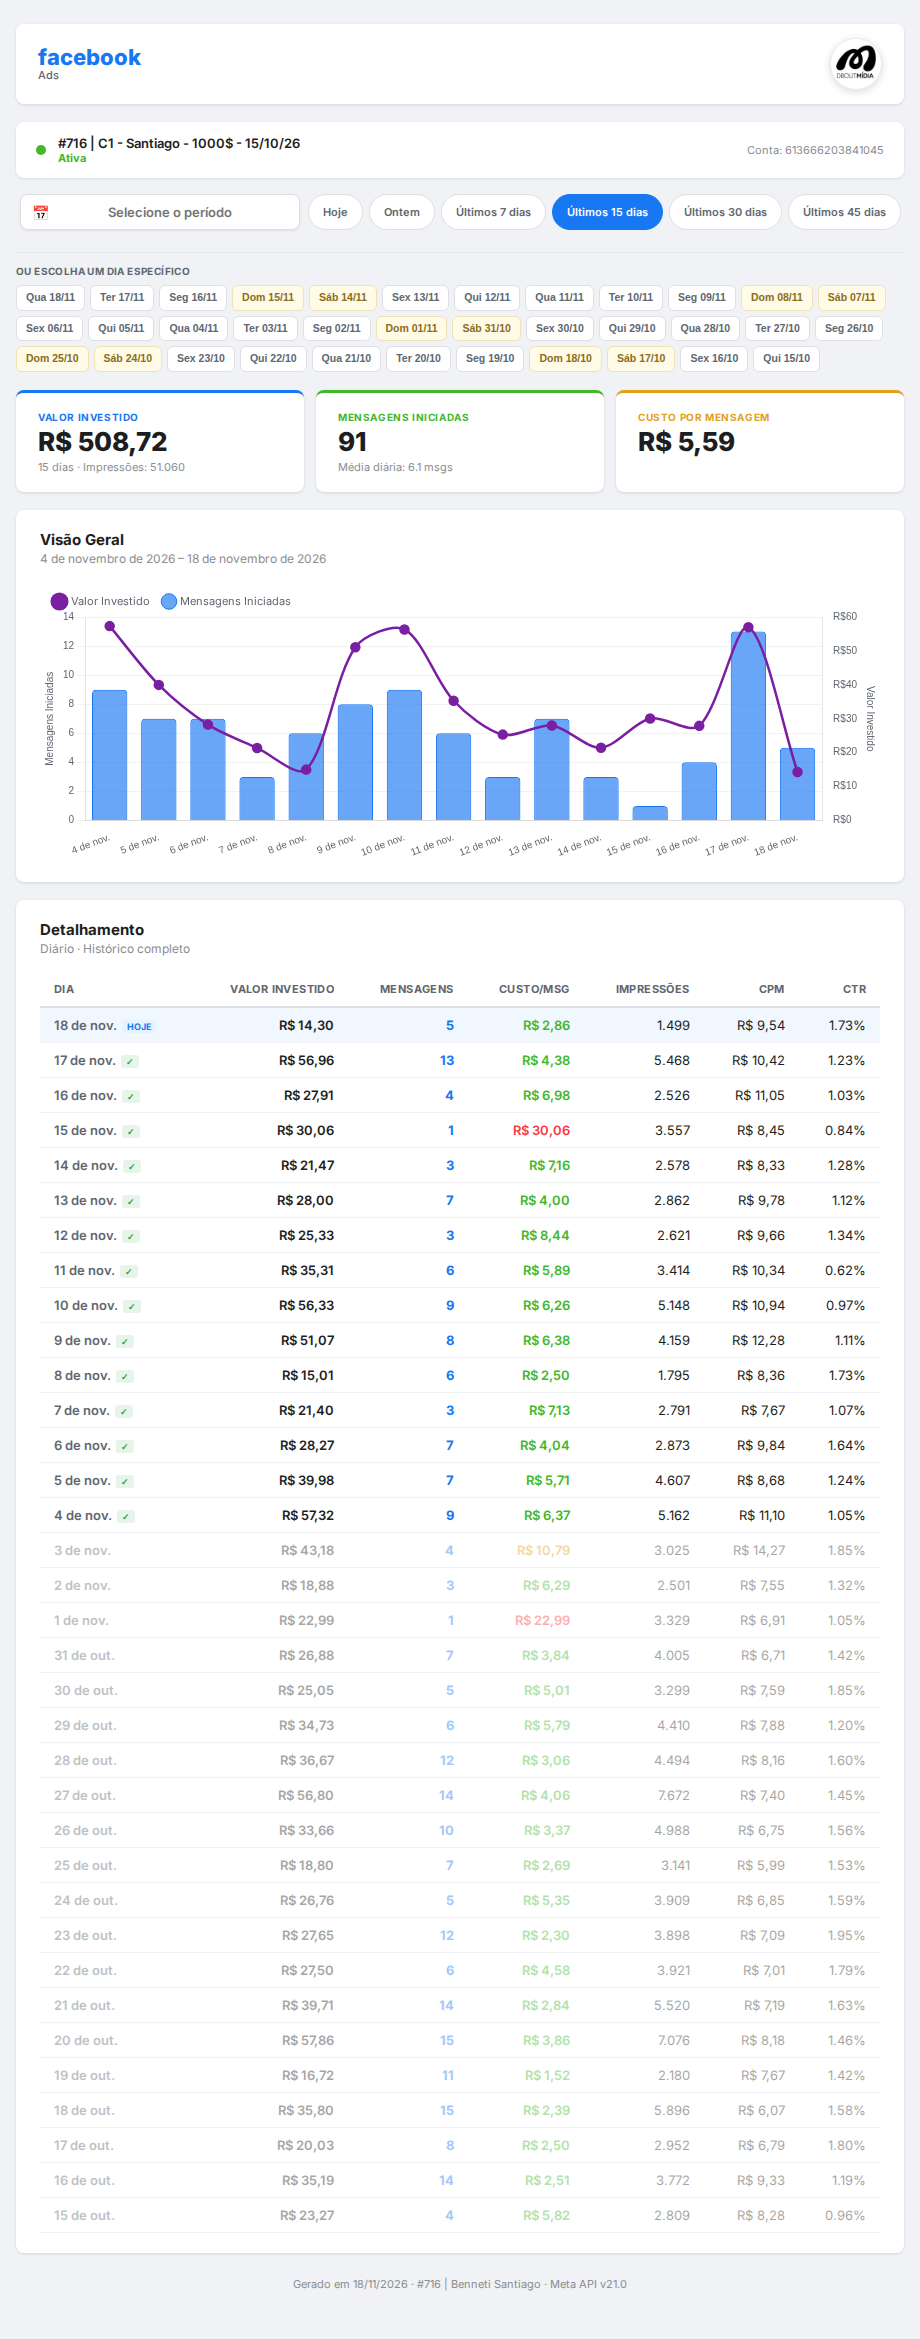 facebook
Ads
DBOUTMÍDIA
#716 | C1 - Santiago - 1000$ - 15/10/26
Ativa
Conta: 613666203841045
Selecione o período
Hoje
Ontem
Últimos 7 dias
Últimos 15 dias
Últimos 30 dias
Últimos 45 dias
OU ESCOLHA UM DIA ESPECÍFICO
Qua 18/11 Ter 17/11 Seg 16/11 Dom 15/11 Sáb 14/11 Sex 13/11 Qui 12/11 Qua 11/11 Ter 10/11 Seg 09/11 Dom 08/11 Sáb 07/11
Sex 06/11 Qui 05/11 Qua 04/11 Ter 03/11 Seg 02/11 Dom 01/11 Sáb 31/10 Sex 30/10 Qui 29/10 Qua 28/10 Ter 27/10 Seg 26/10
Dom 25/10 Sáb 24/10 Sex 23/10 Qui 22/10 Qua 21/10 Ter 20/10 Seg 19/10 Dom 18/10 Sáb 17/10 Sex 16/10 Qui 15/10
VALOR INVESTIDO
R$ 508,72
15 dias · Impressões: 51.060
MENSAGENS INICIADAS
91
Média diária: 6.1 msgs
CUSTO POR MENSAGEM
R$ 5,59
Visão Geral
4 de novembro de 2026 – 18 de novembro de 2026
Valor Investido Mensagens Iniciadas
14
12
10
8
6
4
2
0
Mensagens Iniciadas
R$60
R$50
R$40
R$30
R$20
R$10
R$0
Valor Investido
4 de nov. 5 de nov. 6 de nov. 7 de nov. 8 de nov. 9 de nov. 10 de nov. 11 de nov. 12 de nov. 13 de nov. 14 de nov. 15 de nov. 16 de nov. 17 de nov. 18 de nov.
Detalhamento
Diário · Histórico completo
DIA VALOR INVESTIDO MENSAGENS CUSTO/MSG IMPRESSÕES CPM CTR
18 de nov. HOJE R$ 14,30 5 R$ 2,86 1.499 R$ 9,54 1.73%
17 de nov. ✓ R$ 56,96 13 R$ 4,38 5.468 R$ 10,42 1.23%
16 de nov. ✓ R$ 27,91 4 R$ 6,98 2.526 R$ 11,05 1.03%
15 de nov. ✓ R$ 30,06 1 R$ 30,06 3.557 R$ 8,45 0.84%
14 de nov. ✓ R$ 21,47 3 R$ 7,16 2.578 R$ 8,33 1.28%
13 de nov. ✓ R$ 28,00 7 R$ 4,00 2.862 R$ 9,78 1.12%
12 de nov. ✓ R$ 25,33 3 R$ 8,44 2.621 R$ 9,66 1.34%
11 de nov. ✓ R$ 35,31 6 R$ 5,89 3.414 R$ 10,34 0.62%
10 de nov. ✓ R$ 56,33 9 R$ 6,26 5.148 R$ 10,94 0.97%
9 de nov. ✓ R$ 51,07 8 R$ 6,38 4.159 R$ 12,28 1.11%
8 de nov. ✓ R$ 15,01 6 R$ 2,50 1.795 R$ 8,36 1.73%
7 de nov. ✓ R$ 21,40 3 R$ 7,13 2.791 R$ 7,67 1.07%
6 de nov. ✓ R$ 28,27 7 R$ 4,04 2.873 R$ 9,84 1.64%
5 de nov. ✓ R$ 39,98 7 R$ 5,71 4.607 R$ 8,68 1.24%
4 de nov. ✓ R$ 57,32 9 R$ 6,37 5.162 R$ 11,10 1.05%
3 de nov. R$ 43,18 4 R$ 10,79 3.025 R$ 14,27 1.85%
2 de nov. R$ 18,88 3 R$ 6,29 2.501 R$ 7,55 1.32%
1 de nov. R$ 22,99 1 R$ 22,99 3.329 R$ 6,91 1.05%
31 de out. R$ 26,88 7 R$ 3,84 4.005 R$ 6,71 1.42%
30 de out. R$ 25,05 5 R$ 5,01 3.299 R$ 7,59 1.85%
29 de out. R$ 34,73 6 R$ 5,79 4.410 R$ 7,88 1.20%
28 de out. R$ 36,67 12 R$ 3,06 4.494 R$ 8,16 1.60%
27 de out. R$ 56,80 14 R$ 4,06 7.672 R$ 7,40 1.45%
26 de out. R$ 33,66 10 R$ 3,37 4.988 R$ 6,75 1.56%
25 de out. R$ 18,80 7 R$ 2,69 3.141 R$ 5,99 1.53%
24 de out. R$ 26,76 5 R$ 5,35 3.909 R$ 6,85 1.59%
23 de out. R$ 27,65 12 R$ 2,30 3.898 R$ 7,09 1.95%
22 de out. R$ 27,50 6 R$ 4,58 3.921 R$ 7,01 1.79%
21 de out. R$ 39,71 14 R$ 2,84 5.520 R$ 7,19 1.63%
20 de out. R$ 57,86 15 R$ 3,86 7.076 R$ 8,18 1.46%
19 de out. R$ 16,72 11 R$ 1,52 2.180 R$ 7,67 1.42%
18 de out. R$ 35,80 15 R$ 2,39 5.896 R$ 6,07 1.58%
17 de out. R$ 20,03 8 R$ 2,50 2.952 R$ 6,79 1.80%
16 de out. R$ 35,19 14 R$ 2,51 3.772 R$ 9,33 1.19%
15 de out. R$ 23,27 4 R$ 5,82 2.809 R$ 8,28 0.96%
Gerado em 18/11/2026 · #716 | Benneti Santiago · Meta API v21.0